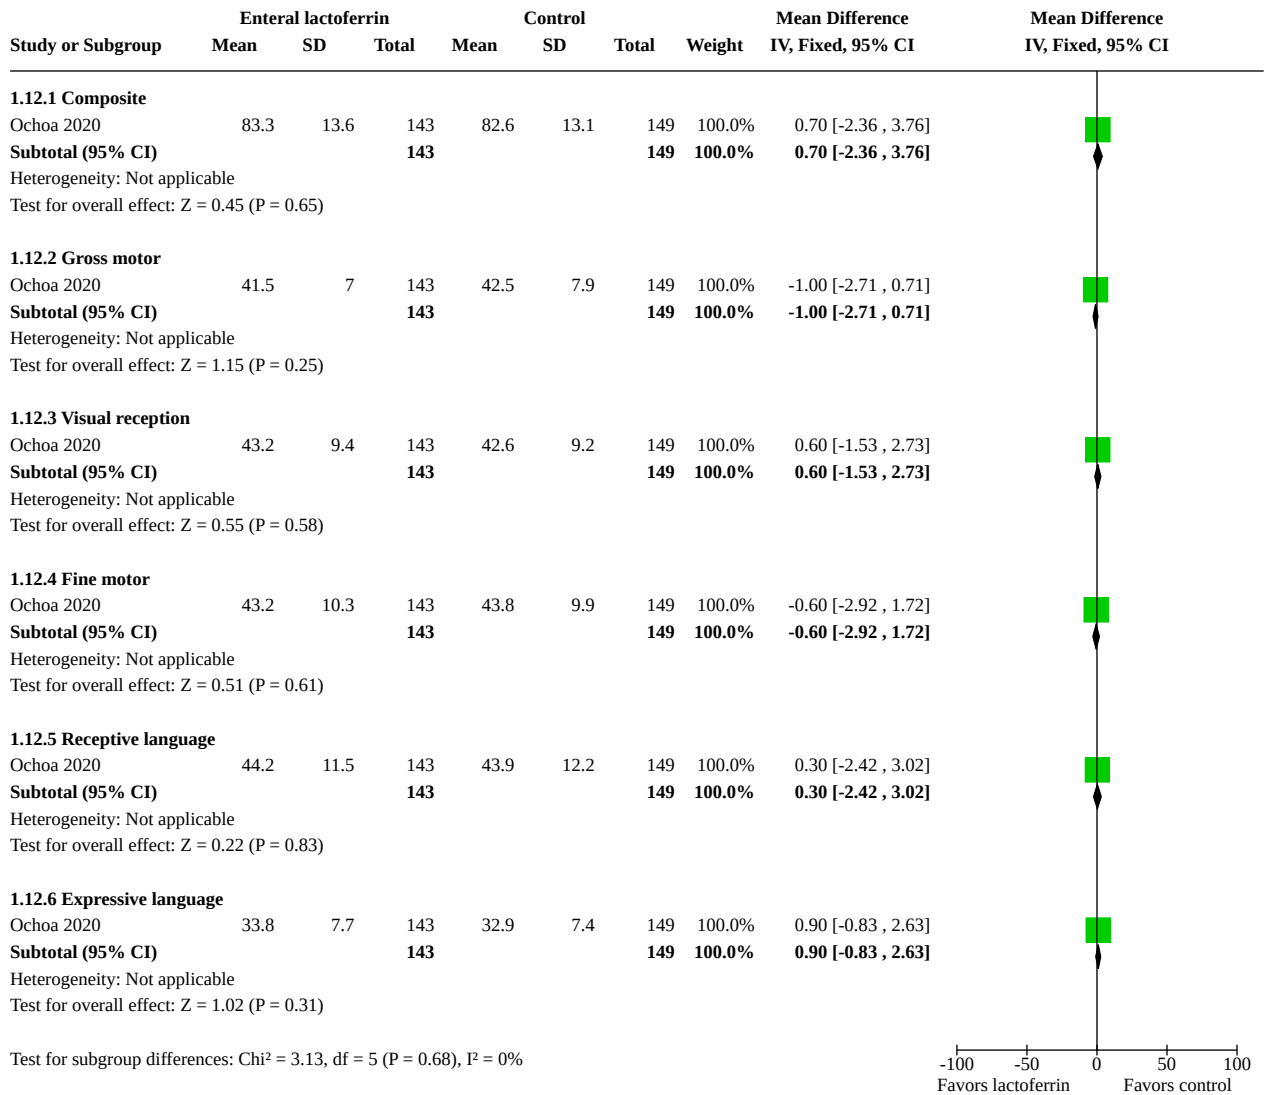 Enteral lactoferrin Control Mean Difference Mean Difference
Study or Subgroup Mean SD Total Mean SD Total Weight IV, Fixed, 95% CI IV, Fixed, 95% CI
1.12.1 Composite
Ochoa 2020 83.3 13.6 143 82.6 13.1 149 100.0% 0.70 [-2.36 , 3.76]
Subtotal (95% CI) 143 149 100.0% 0.70 [-2.36 , 3.76]
Heterogeneity: Not applicable
Test for overall effect: Z = 0.45 (P = 0.65)
1.12.2 Gross motor
Ochoa 2020 41.5 7 143 42.5 7.9 149 100.0% -1.00 [-2.71 , 0.71]
Subtotal (95% CI) 143 149 100.0% -1.00 [-2.71 , 0.71]
Heterogeneity: Not applicable
Test for overall effect: Z = 1.15 (P = 0.25)
1.12.3 Visual reception
Ochoa 2020 43.2 9.4 143 42.6 9.2 149 100.0% 0.60 [-1.53 , 2.73]
Subtotal (95% CI) 143 149 100.0% 0.60 [-1.53 , 2.73]
Heterogeneity: Not applicable
Test for overall effect: Z = 0.55 (P = 0.58)
1.12.4 Fine motor
Ochoa 2020 43.2 10.3 143 43.8 9.9 149 100.0% -0.60 [-2.92 , 1.72]
Subtotal (95% CI) 143 149 100.0% -0.60 [-2.92 , 1.72]
Heterogeneity: Not applicable
Test for overall effect: Z = 0.51 (P = 0.61)
1.12.5 Receptive language
Ochoa 2020 44.2 11.5 143 43.9 12.2 149 100.0% 0.30 [-2.42 , 3.02]
Subtotal (95% CI) 143 149 100.0% 0.30 [-2.42 , 3.02]
Heterogeneity: Not applicable
Test for overall effect: Z = 0.22 (P = 0.83)
1.12.6 Expressive language
Ochoa 2020 33.8 7.7 143 32.9 7.4 149 100.0% 0.90 [-0.83 , 2.63]
Subtotal (95% CI) 143 149 100.0% 0.90 [-0.83 , 2.63]
Heterogeneity: Not applicable
Test for overall effect: Z = 1.02 (P = 0.31)
Test for subgroup differences: Chi² = 3.13, df = 5 (P = 0.68), I² = 0%
-100 -50 0 50 100
Favors lactoferrin Favors control